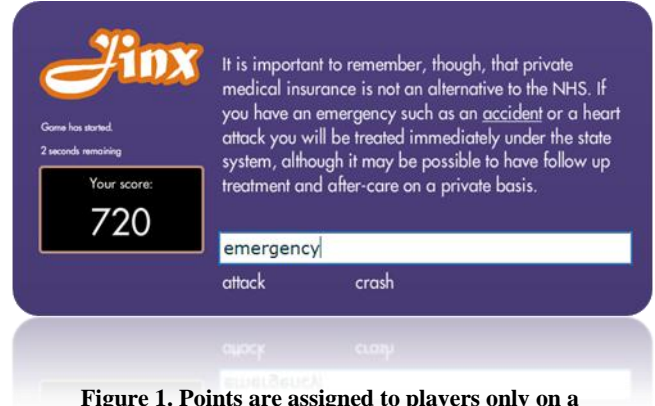 Jinx
Game has started.
2 seconds remaining
Your score:
720
It is important to remember, though, that private
medical insurance is not an alternative to the NHS. If
you have an emergency such as an accident or a heart
attack you will be treated immediately under the state
system, although it may be possible to have follow up
treatment and after-care on a private basis.
emergency
attack crash
Figure 1. Points are assigned to players only on a